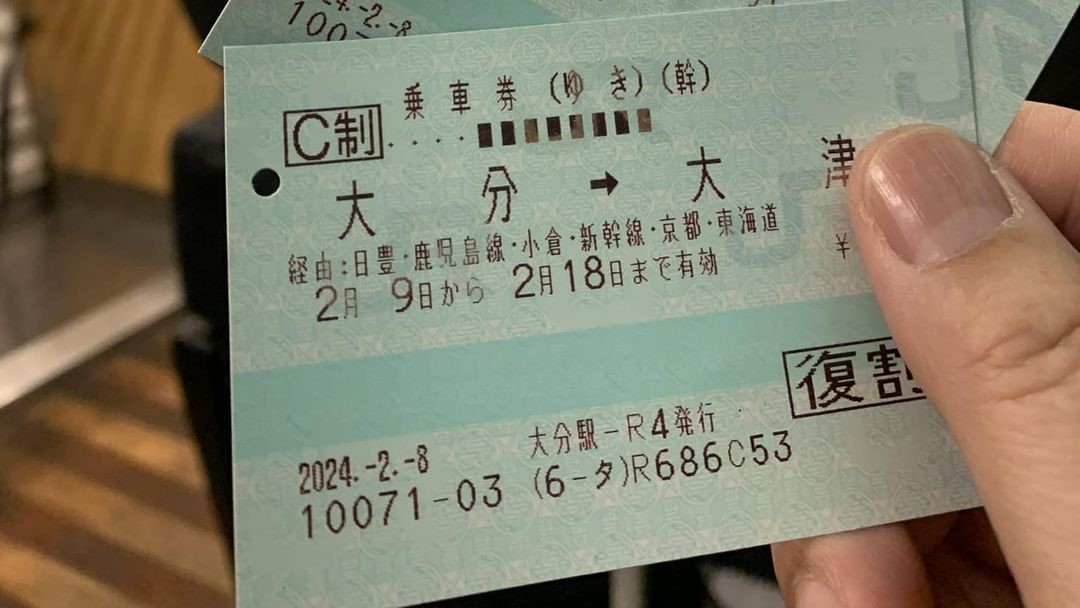 乗車券(ゆき)(幹)
C制
大分→大津
経由:日豊・鹿児島線・小倉・新幹線・京都・東海道
¥
2月 9日から 2月18日まで有効
復割
大分駅-R4発行
2024.-2.-8
10071-03 (6-タ)R686C53